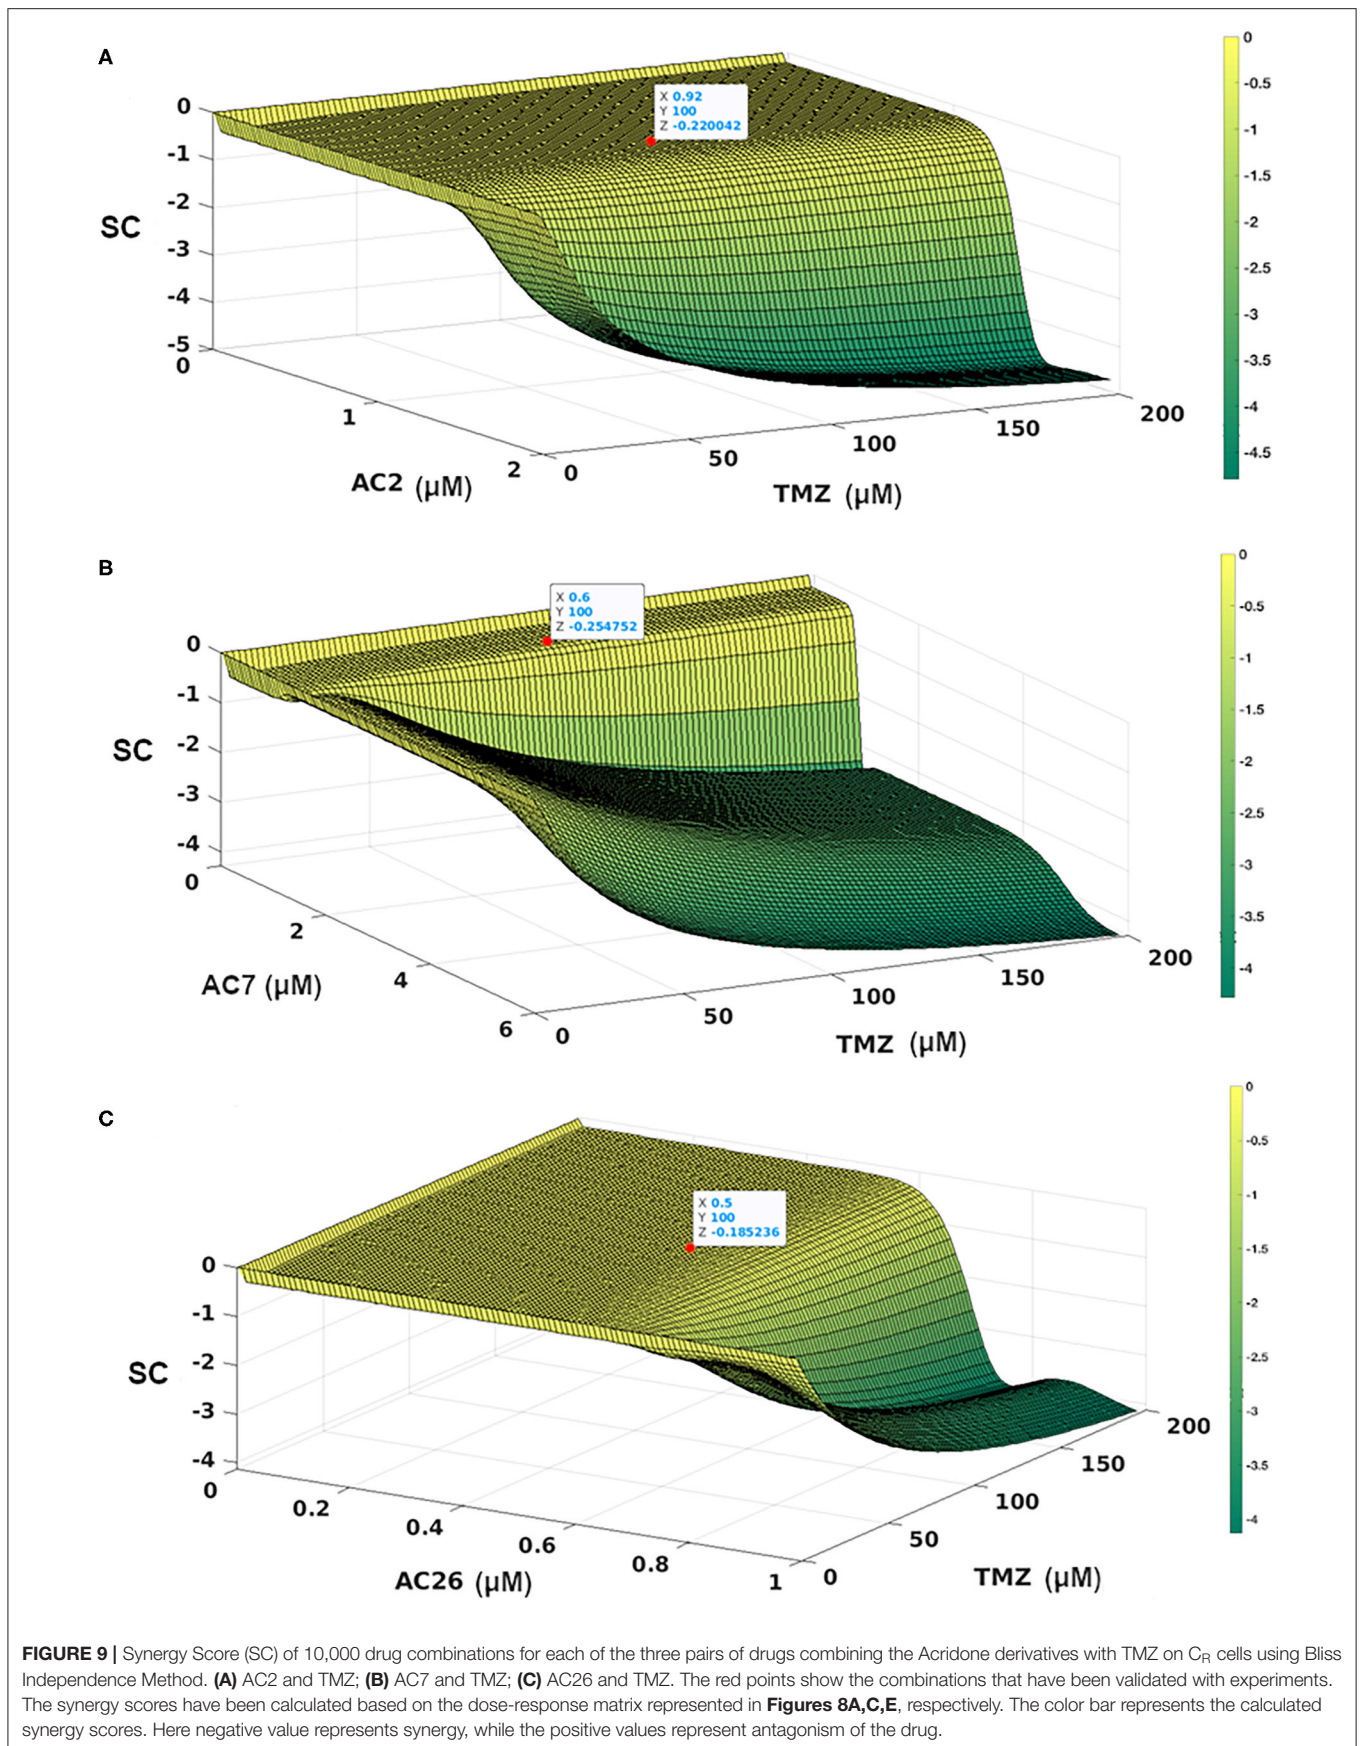 A
0
-1
-2
-3
-4
-5
SC
0
1
2
AC2 (μM)
0
50
100
150
200
TMZ (μM)
X 0.92
Y 100
Z -0.220042
0
-0.5
-1
-1.5
-2
-2.5
-3
-3.5
-4
-4.5
B
0
-1
-2
-3
-4
SC
0
2
4
6
AC7 (μM)
0
50
100
150
200
TMZ (μM)
X 0.6
Y 100
Z -0.254752
0
-0.5
-1
-1.5
-2
-2.5
-3
-3.5
-4
C
0
-1
-2
-3
-4
SC
0
0.2
0.4
0.6
0.8
1
AC26 (μM)
0
50
100
150
200
TMZ (μM)
X 0.5
Y 100
Z -0.185236
0
-0.5
-1
-1.5
-2
-2.5
-3
-3.5
-4
FIGURE 9 | Synergy Score (SC) of 10,000 drug combinations for each of the three pairs of drugs combining the Acridone derivatives with TMZ on CR cells using Bliss
Independence Method. (A) AC2 and TMZ; (B) AC7 and TMZ; (C) AC26 and TMZ. The red points show the combinations that have been validated with experiments.
The synergy scores have been calculated based on the dose-response matrix represented in Figures 8A,C,E, respectively. The color bar represents the calculated
synergy scores. Here negative value represents synergy, while the positive values represent antagonism of the drug.